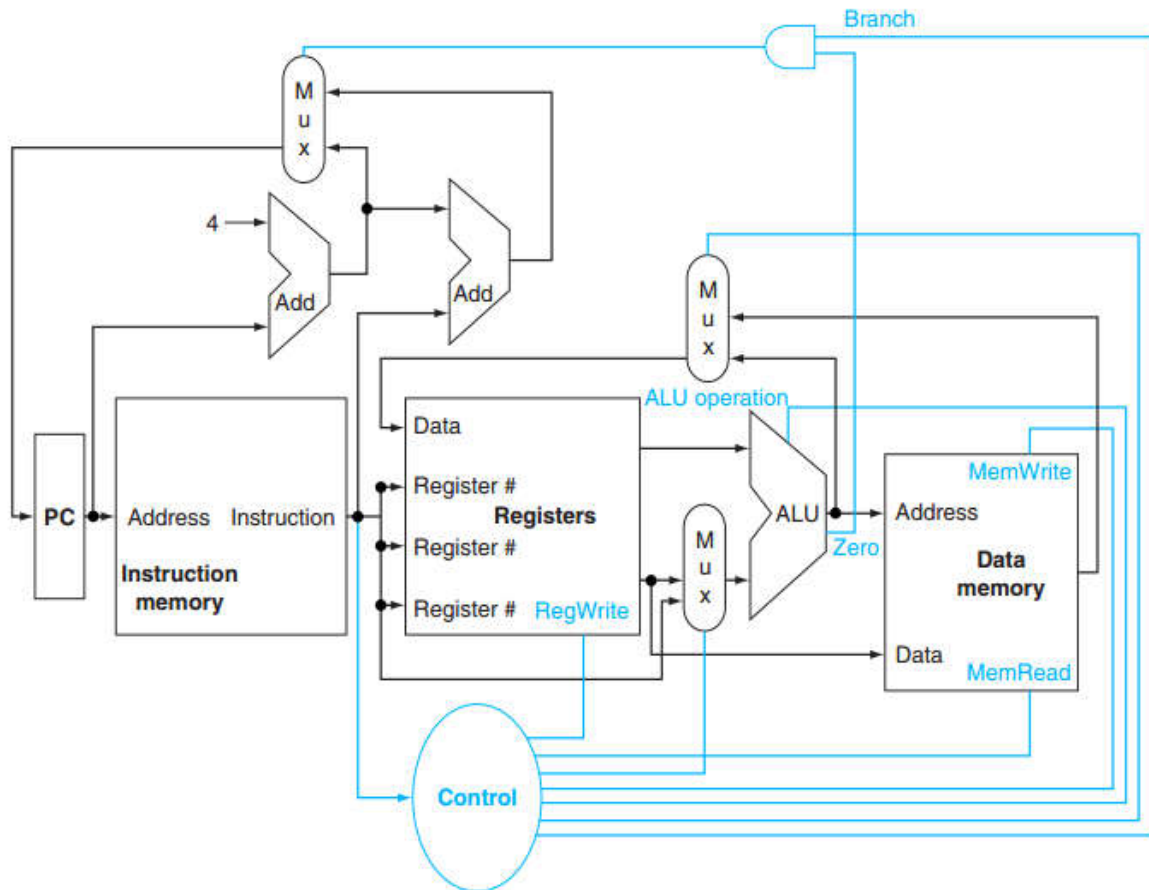 Branch
M
u
x
4
Add
Add
M
u
x
ALU operation
Data
Register #
Registers
Register #
Register #
RegWrite
PC
Address
Instruction
Instruction
memory
M
u
x
ALU
Zero
MemWrite
Address
Data
memory
Data
MemRead
Control